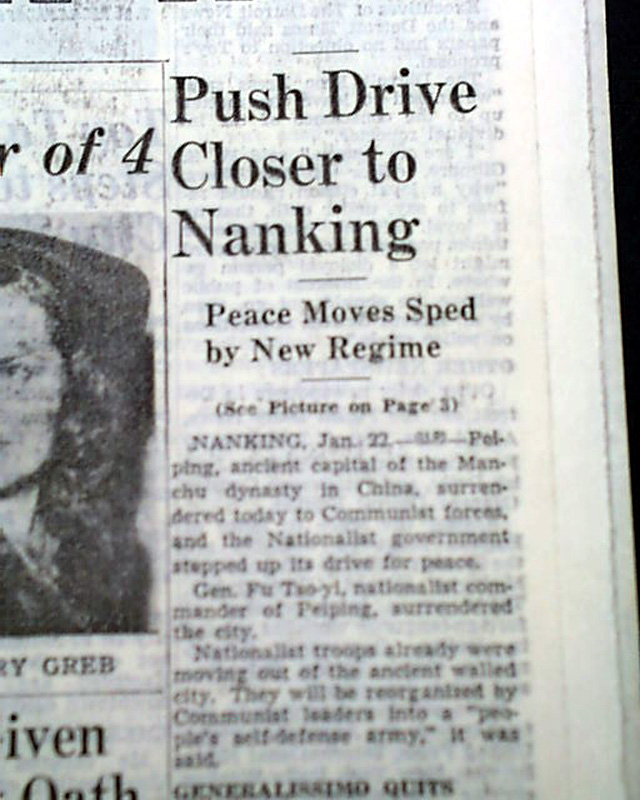 Push Drive
Closer to
Nanking
Peace Moves Sped
by New Regime
(See Picture on Page 3)
NANKING, Jan. 22.—(UP)—Pei-
ping, ancient capital of the Man-
chu dynasty in China, surren-
dered today to Communist forces,
and the Nationalist government
stepped up its drive for peace.
Gen. Fu Tso-yi, nationalist com-
mander of Peiping, surrendered
the city.
Nationalist troops already were
moving out of the ancient walled
city. They will be reorganized by
Communist leaders into a "peo-
ple's self-defense army," it was
said.
GENERALISSIMO QUITS
r of 4
RY GREB
iven
Oath